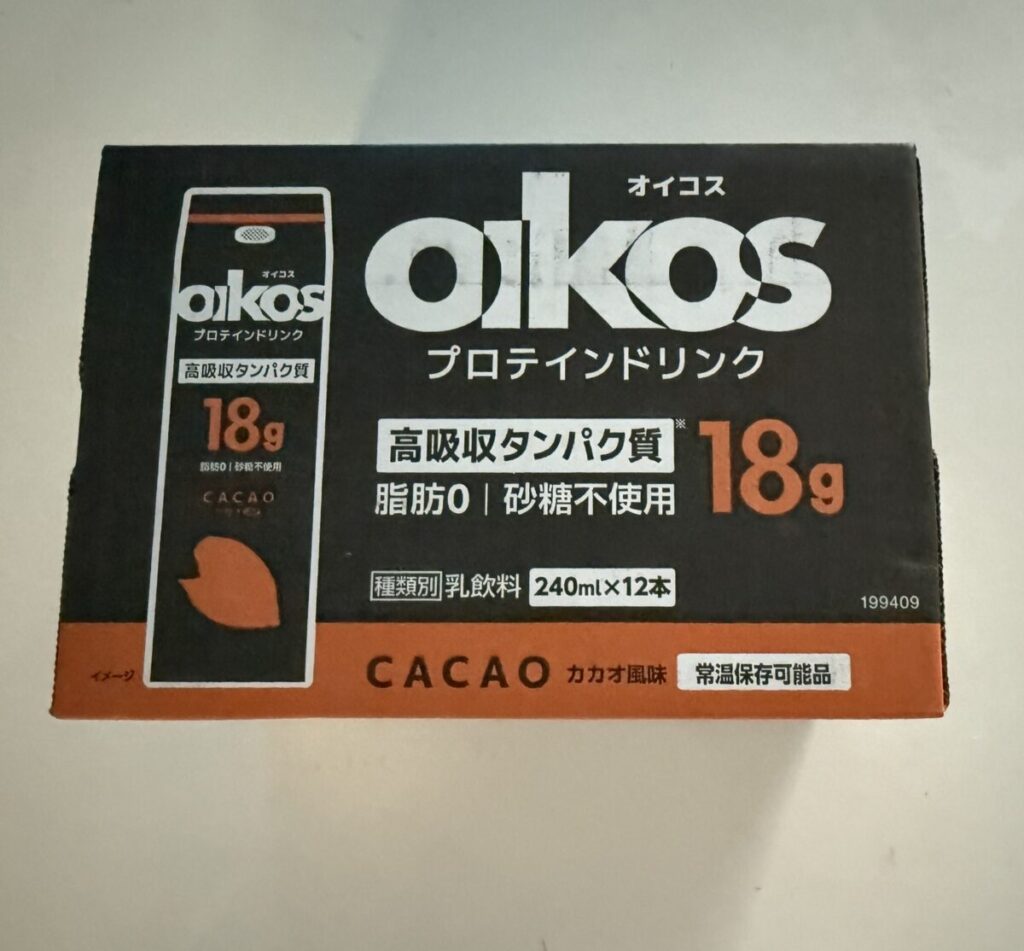 オイコス
oikos
プロテインドリンク
高吸収タンパク質※ 18g
脂肪0｜砂糖不使用
種類別 乳飲料 240ml×12本
199409
CACAO カカオ風味 常温保存可能品
オイコス
oikos
プロテインドリンク
高吸収タンパク質
18g
脂肪0｜砂糖不使用
CACAO
イメージ